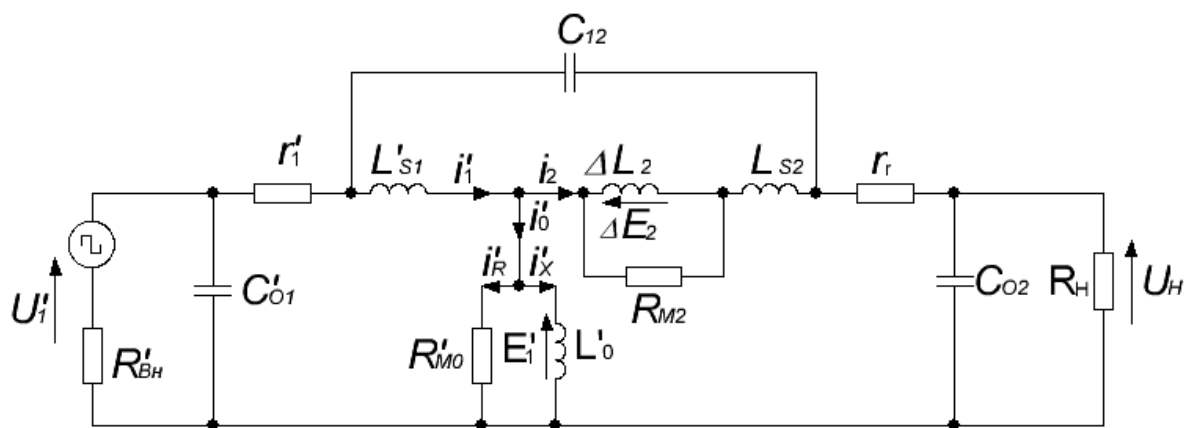 C12
r'1
L'S1
i'1
i2
ΔL2
LS2
rr
i'0
ΔE2
U'1
C'O1
i'R
i'X
RM2
CO2
RH
UH
R'BH
R'M0
E'1
L'0